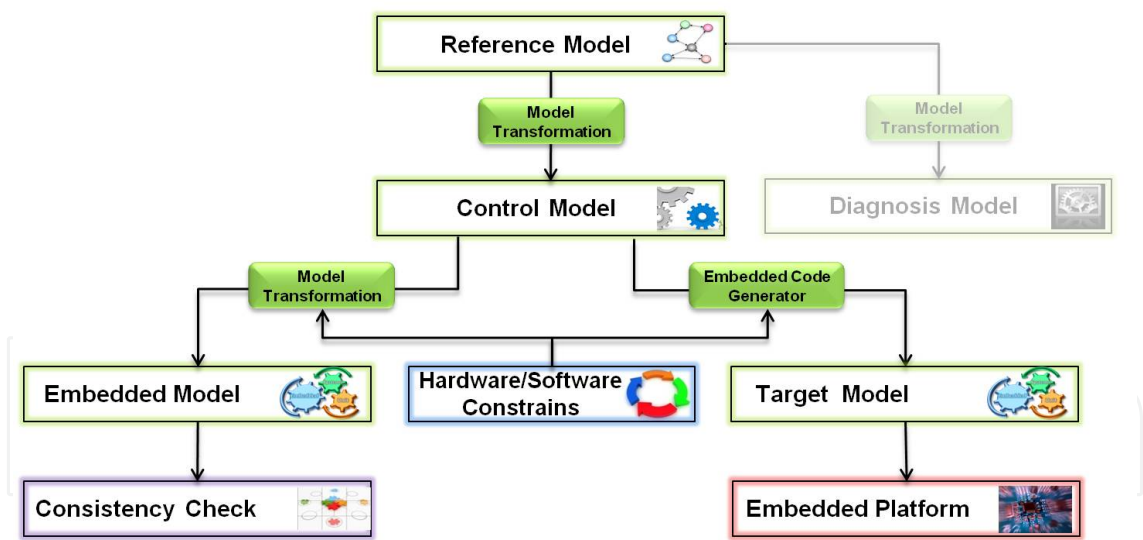 Reference Model
Model
Transformation
Model
Transformation
Control Model
Diagnosis Model
Model
Transformation
Embedded Code
Generator
Embedded Model
Hardware/Software
Constrains
Target Model
Consistency Check
Embedded Platform